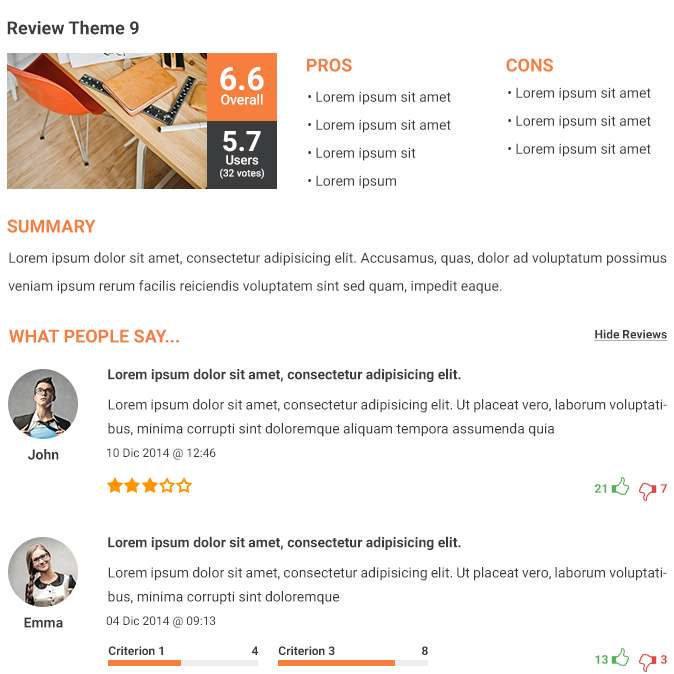 Review Theme 9
6.6
Overall
5.7
Users
(32 votes)
PROS
• Lorem ipsum sit amet
• Lorem ipsum sit amet
• Lorem ipsum sit
• Lorem ipsum
CONS
• Lorem ipsum sit amet
• Lorem ipsum sit amet
• Lorem ipsum sit amet
SUMMARY
Lorem ipsum dolor sit amet, consectetur adipisicing elit. Accusamus, quas, dolor ad voluptatum possimus
veniam ipsum rerum facilis reiciendis voluptatem sint sed quam, impedit eaque.
WHAT PEOPLE SAY...
Hide Reviews
John
Lorem ipsum dolor sit amet, consectetur adipisicing elit.
Lorem ipsum dolor sit amet, consectetur adipisicing elit. Ut placeat vero, laborum voluptati-
bus, minima corrupti sint doloremque aliquam tempora assumenda quia
10 Dic 2014 @ 12:46
21 7
Emma
Lorem ipsum dolor sit amet, consectetur adipisicing elit.
Lorem ipsum dolor sit amet, consectetur adipisicing elit. Ut placeat vero, laborum voluptati-
bus, minima corrupti sint doloremque
04 Dic 2014 @ 09:13
Criterion 1 4
Criterion 3 8
13 3